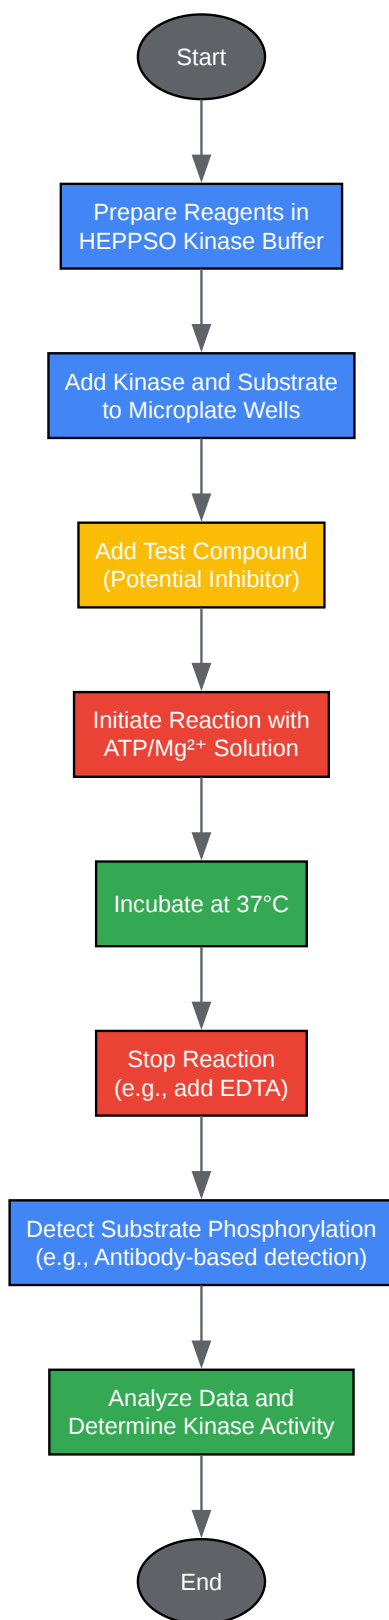 Start
Prepare Reagents in
HEPPSO Kinase Buffer
Add Kinase and Substrate
to Microplate Wells
Add Test Compound
(Potential Inhibitor)
Initiate Reaction with
ATP/Mg²⁺ Solution
Incubate at 37°C
Stop Reaction
(e.g., add EDTA)
Detect Substrate Phosphorylation
(e.g., Antibody-based detection)
Analyze Data and
Determine Kinase Activity
End